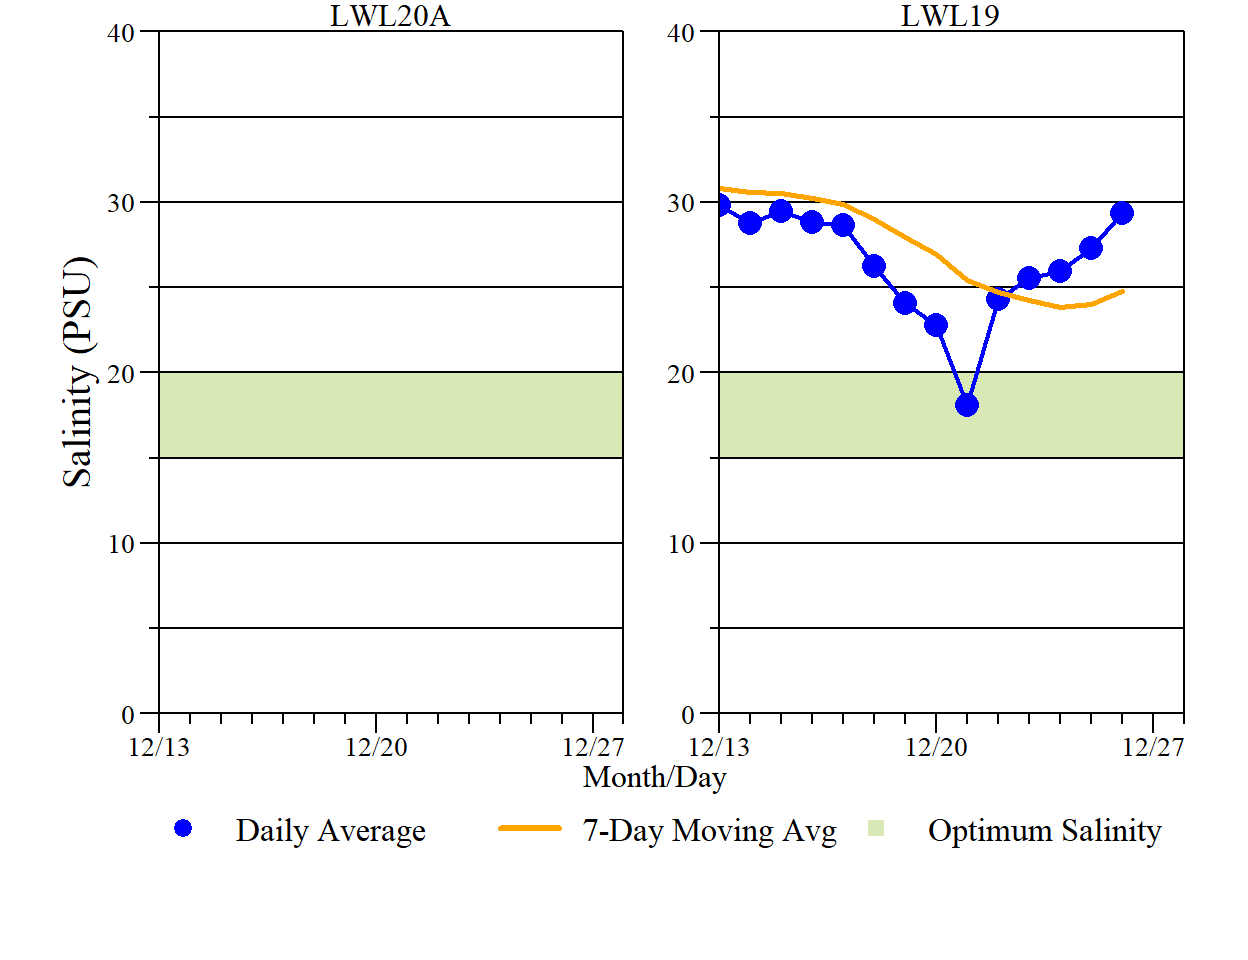 LWL20A
LWL19
40
30
20
10
0
40
30
20
10
0
Salinity (PSU)
12/13
12/20
12/27
12/13
12/20
12/27
Month/Day
Daily Average
7-Day Moving Avg
Optimum Salinity